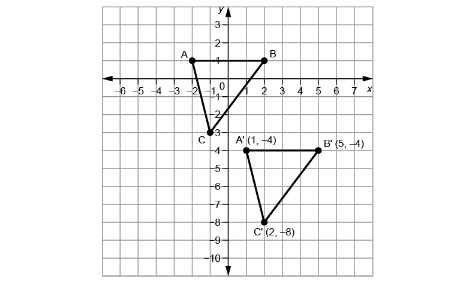 y
3
2
1
A
B
0
–6 –5 –4 –3 –2 –1 1 2 3 4 5 6 7 x
–1
–2
–3
C
A' (1, –4)
B' (5, –4)
–4
–5
–6
–7
–8
C' (2, –8)
–9
–10